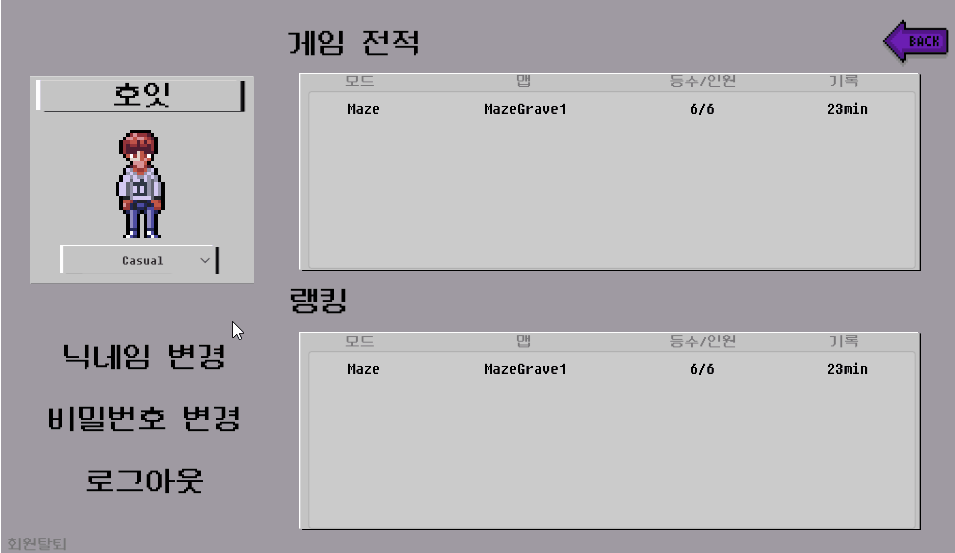 게임 전적
BACK
호잇
Casual
모드 맵 등수/인원 기록
Maze MazeGrave1 6/6 23min
랭킹
모드 맵 등수/인원 기록
Maze MazeGrave1 6/6 23min
닉네임 변경
비밀번호 변경
로그아웃
회원탈퇴